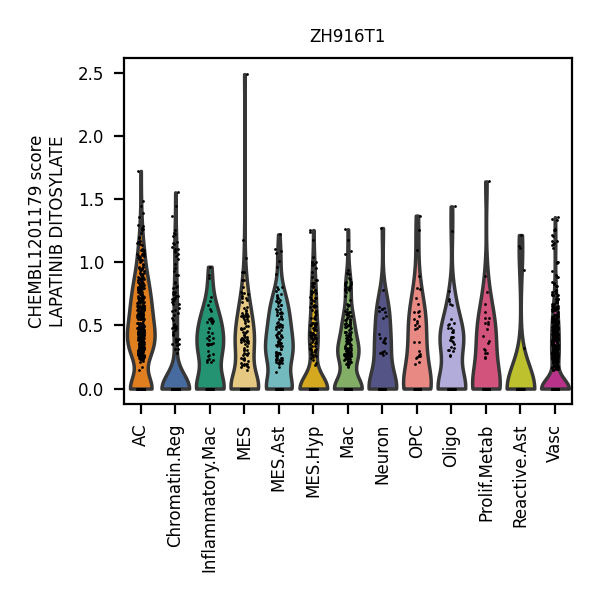 ZH916T1
CHEMBL1201179 score
LAPATINIB DITOSYLATE
2.5
2.0
1.5
1.0
0.5
0.0
AC
Chromatin.Reg
Inflammatory.Mac
MES
MES.Ast
MES.Hyp
Mac
Neuron
OPC
Oligo
Prolif.Metab
Reactive.Ast
Vasc